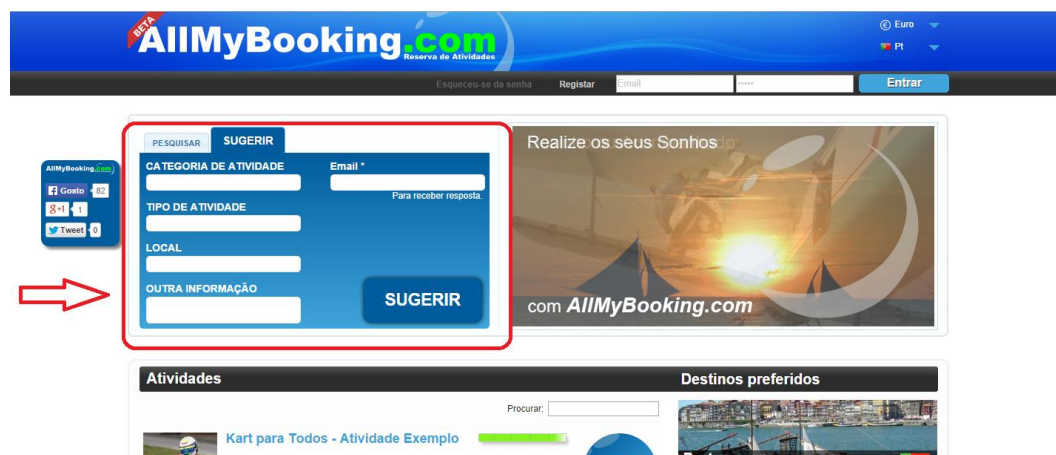 BETA
AllMyBooking.com
Reserva de Atividades
Euro
Pt
Esqueceu-se da senha Registar Email ••••• Entrar
PESQUISAR SUGERIR
CATEGORIA DE ATIVIDADE Email *
Para receber resposta.
TIPO DE ATIVIDADE
LOCAL
OUTRA INFORMAÇÃO
SUGERIR
AllMyBooking.com
Gosto 82
g+1 1
Tweet 0
Realize os seus Sonhos
com AllMyBooking.com
Atividades Destinos preferidos
Procurar:
Kart para Todos - Atividade Exemplo